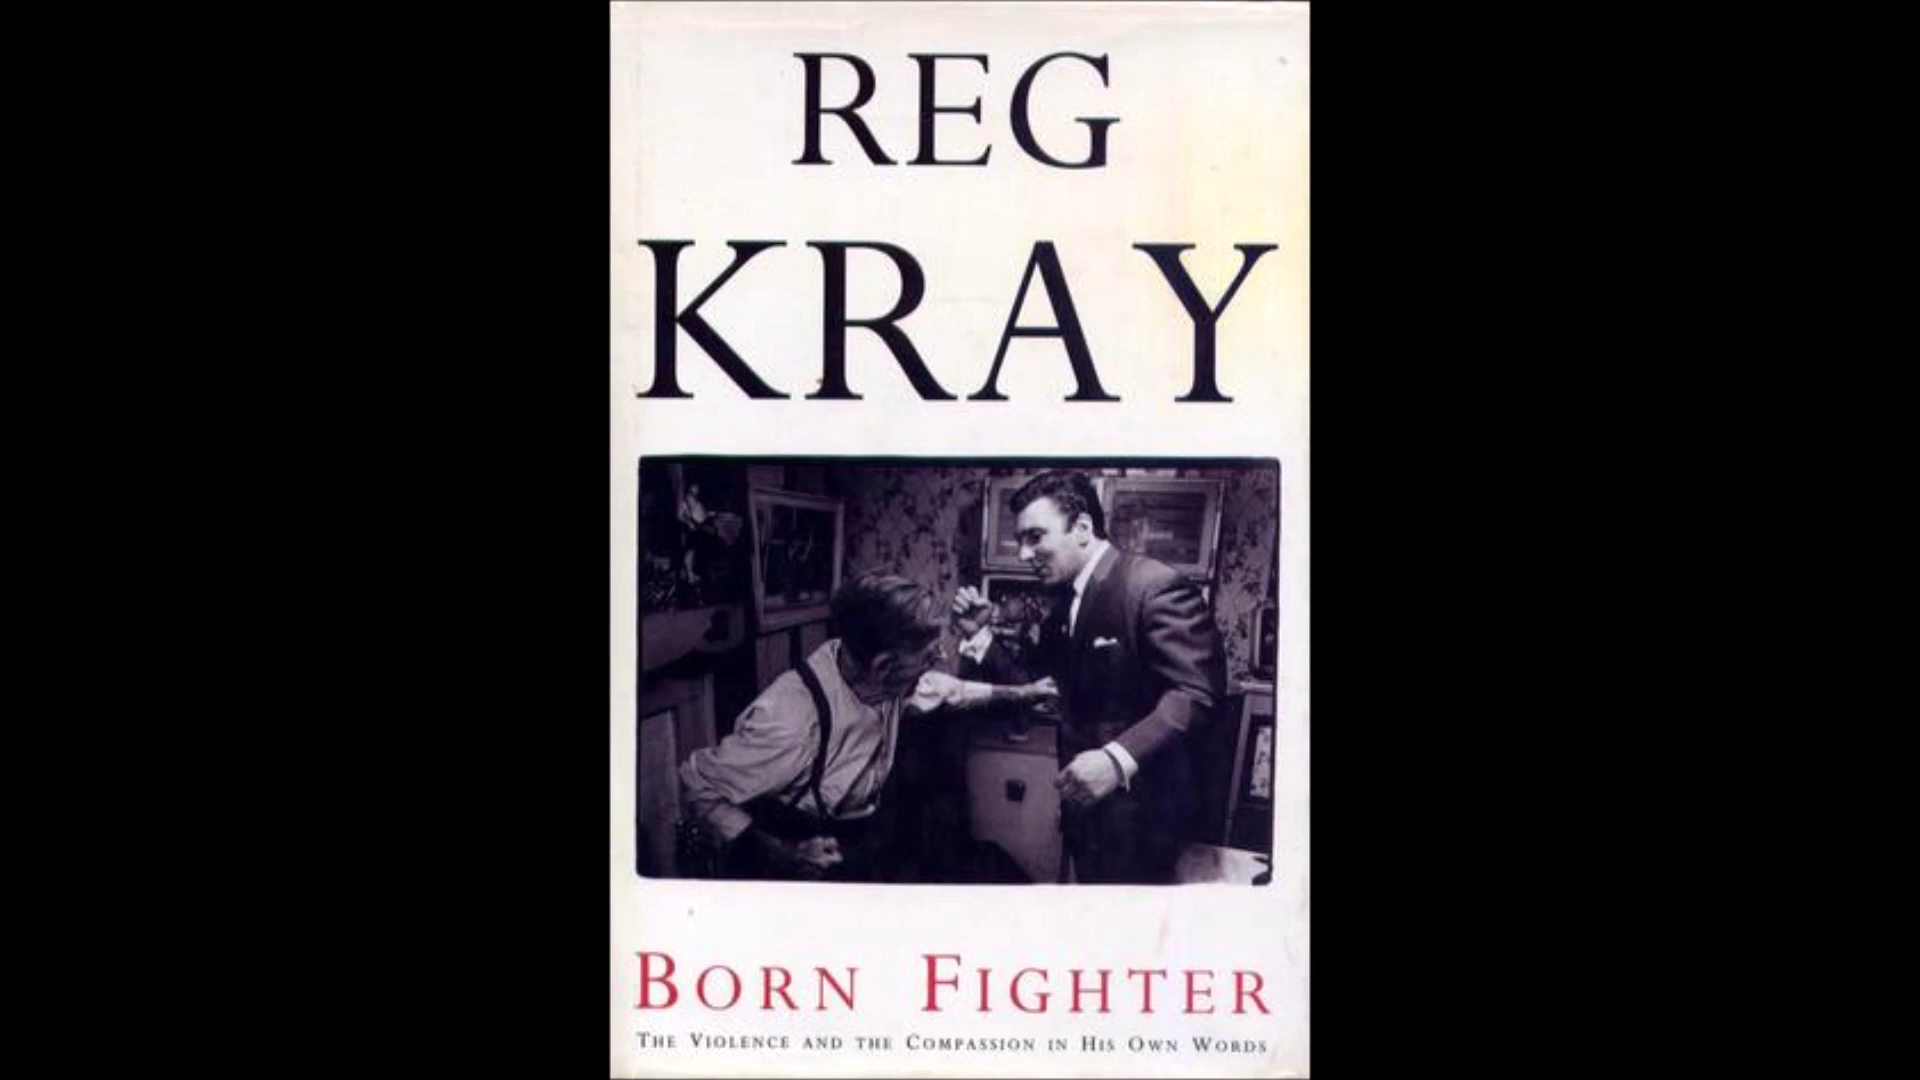 REG
KRAY
BORN FIGHTER
THE VIOLENCE AND THE COMPASSION IN HIS OWN WORDS